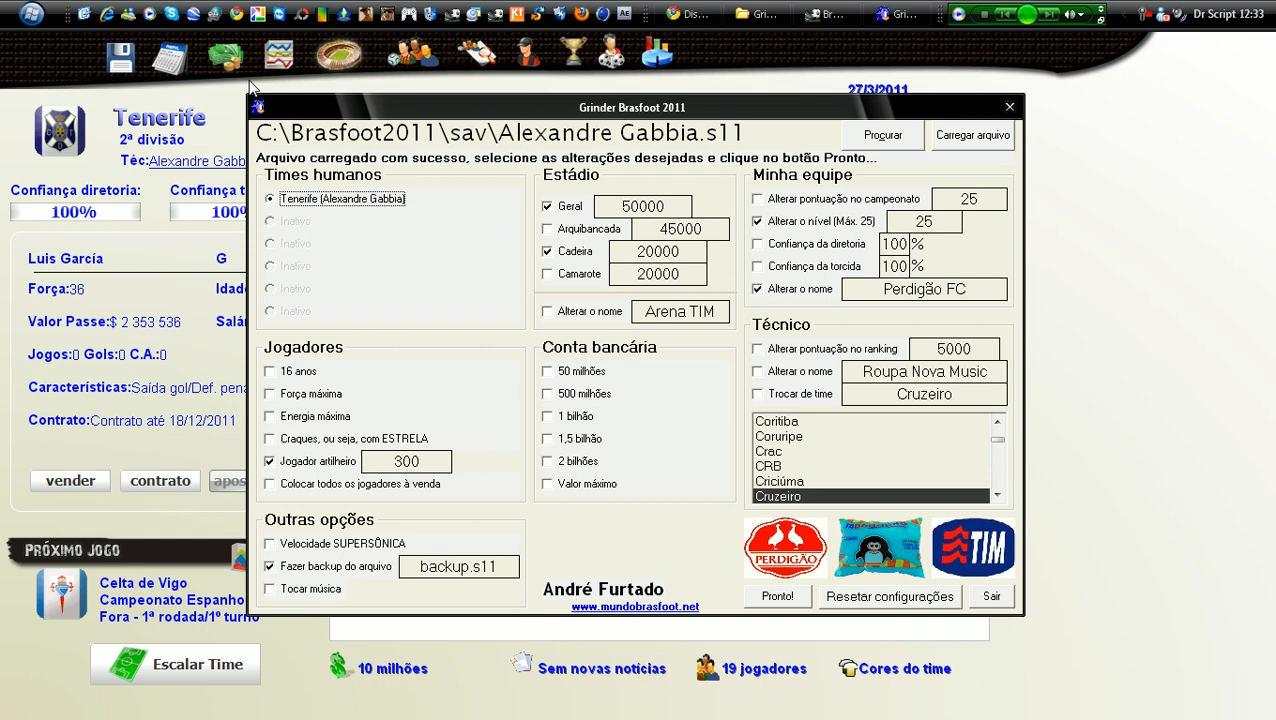 Dis...
Gri...
Br...
Gri...
Dr Script 12:33
27/3/2011
Tenerife
2ª divisão
Téc:Alexandre Gabb
Confiança diretoria:
Confiança t
100%
100%
Luis García G
Força:36 Idade
Valor Passe:$ 2 353 536 Salár
Jogos:0 Gols:0 C.A.:0
Características:Saída gol/Def. pena
Contrato:Contrato até 18/12/2011
vender
contrato
apos
PRÓXIMO JOGO
Celta de Vigo
Campeonato Espanho
Fora - 1ª rodada/1º turno
Escalar Time
Grinder Brasfoot 2011
C:\Brasfoot2011\sav\Alexandre Gabbia.s11
Procurar
Carregar arquivo
Arquivo carregado com sucesso, selecione as alterações desejadas e clique no botão Pronto...
Times humanos
Tenerife (Alexandre Gabbia)
Inativo
Inativo
Inativo
Inativo
Inativo
Jogadores
16 anos
Força máxima
Energia máxima
Craques, ou seja, com ESTRELA
Jogador artilheiro 300
Colocar todos os jogadores à venda
Outras opções
Velocidade SUPERSÔNICA
Fazer backup do arquivo backup.s11
Tocar música
Estádio
Geral 50000
Arquibancada 45000
Cadeira 20000
Camarote 20000
Alterar o nome Arena TIM
Conta bancária
50 milhões
500 milhões
1 bilhão
1,5 bilhão
2 bilhões
Valor máximo
André Furtado
www.mundobrasfoot.net
Minha equipe
Alterar pontuação no campeonato 25
Alterar o nível (Máx. 25) 25
Confiança da diretoria 100 %
Confiança da torcida 100 %
Alterar o nome Perdigão FC
Técnico
Alterar pontuação no ranking 5000
Alterar o nome Roupa Nova Music
Trocar de time Cruzeiro
Coritiba
Coruripe
Crac
CRB
Criciúma
Cruzeiro
PERDIGÃO
TIM
Pronto!
Resetar configurações
Sair
10 milhões
Sem novas notícias
19 jogadores
Cores do time